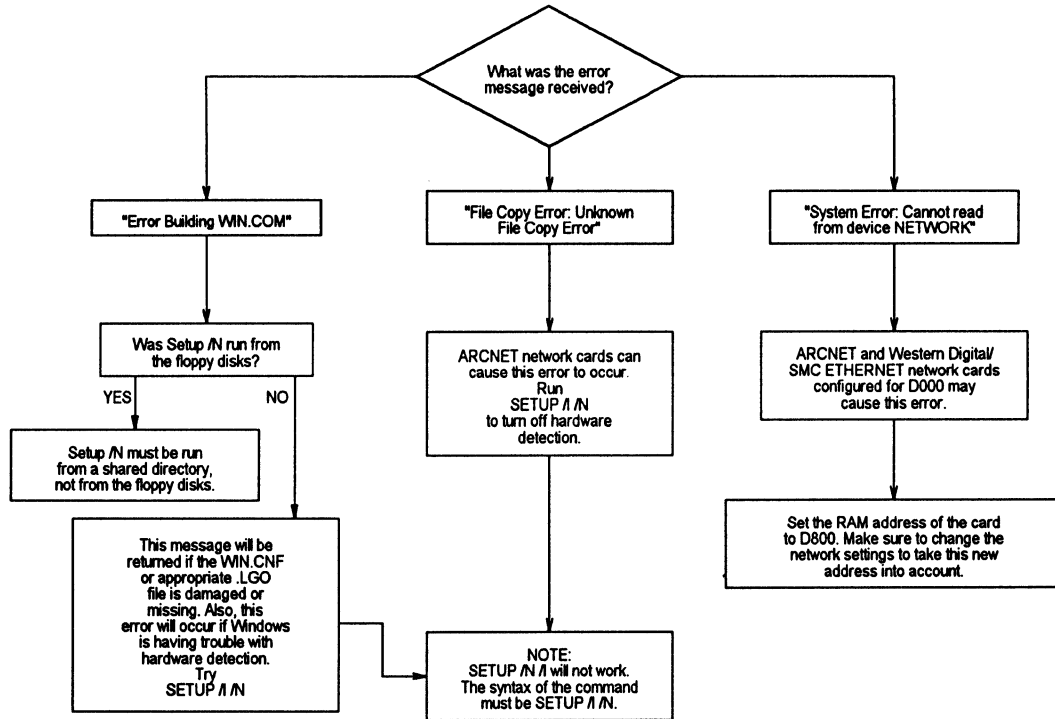 What was the error
message received?
"Error Building WIN.COM"
"File Copy Error: Unknown
File Copy Error"
"System Error: Cannot read
from device NETWORK"
Was Setup /N run from
the floppy disks?
YES
NO
Setup /N must be run
from a shared directory,
not from the floppy disks.
This message will be
returned if the WIN.CNF
or appropriate .LGO
file is damaged or
missing. Also, this
error will occur if Windows
is having trouble with
hardware detection.
Try
SETUP /I /N
ARCNET network cards can
cause this error to occur.
Run
SETUP /I /N
to turn off hardware
detection.
NOTE:
SETUP /N /I will not work.
The syntax of the command
must be SETUP /I /N.
ARCNET and Western Digital/
SMC ETHERNET network cards
configured for D000 may
cause this error.
Set the RAM address of the card
to D800. Make sure to change the
network settings to take this new
address into account.